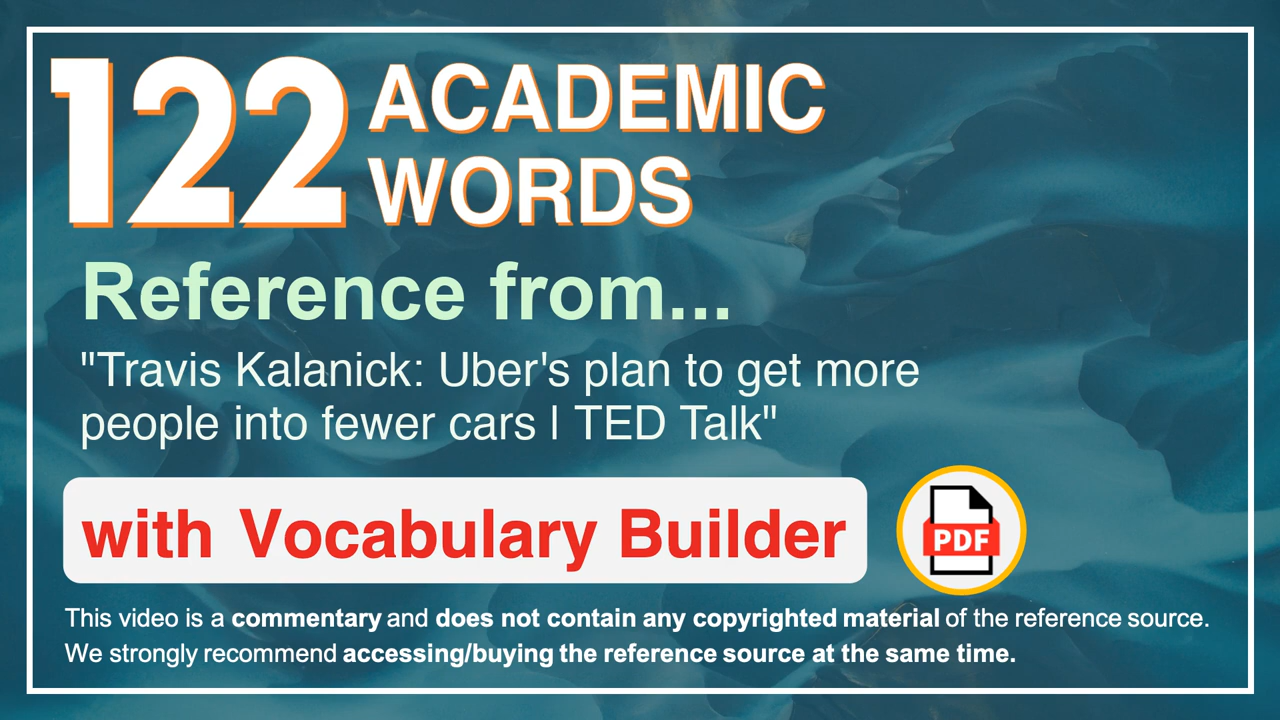 122 ACADEMIC
WORDS
Reference from...
"Travis Kalanick: Uber's plan to get more
people into fewer cars | TED Talk"
with Vocabulary Builder
PDF
This video is a commentary and does not contain any copyrighted material of the reference source.
We strongly recommend accessing/buying the reference source at the same time.